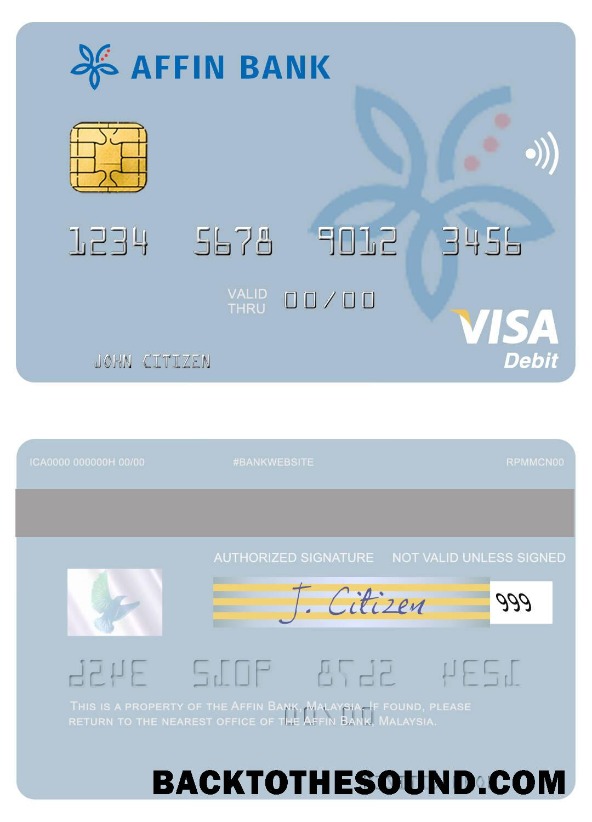 AFFIN BANK
1234 5678 9012 3456
VALID
THRU 00/00
VISA
Debit
JOHN CITIZEN
ICA0000 000000H 00/00 #BANKWEBSITE RPMMCN00
AUTHORIZED SIGNATURE NOT VALID UNLESS SIGNED
J. Citizen 999
THIS IS A PROPERTY OF THE AFFIN BANK, MALAYSIA. IF FOUND, PLEASE
RETURN TO THE NEAREST OFFICE OF THE AFFIN BANK, MALAYSIA.
BACKTOTHESOUND.COM